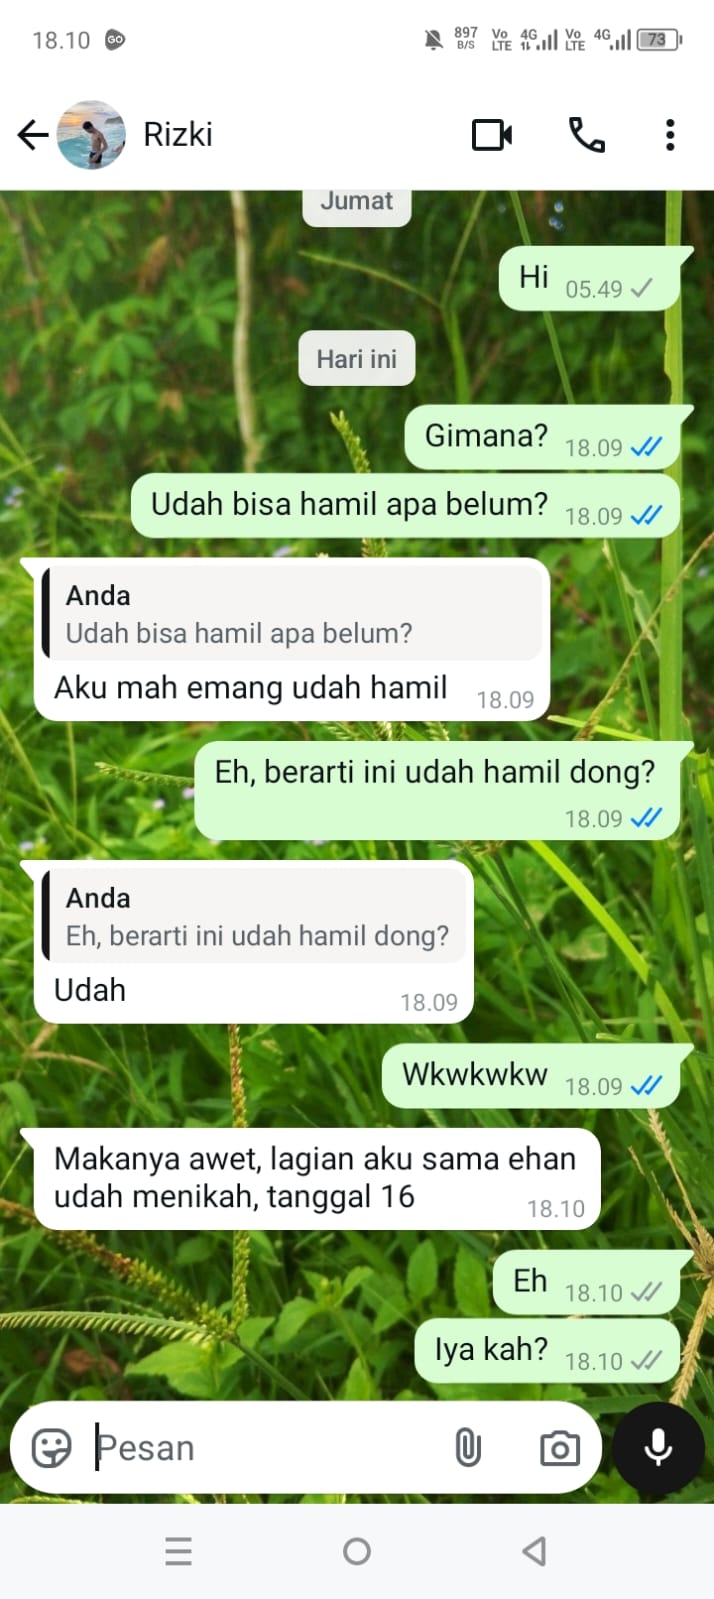 18.10 GO 897 B/S Vo LTE 4G Vo LTE 4G 73
Rizki
Jumat
Hi 05.49
Hari ini
Gimana? 18.09
Udah bisa hamil apa belum? 18.09
Anda
Udah bisa hamil apa belum?
Aku mah emang udah hamil 18.09
Eh, berarti ini udah hamil dong?
18.09
Anda
Eh, berarti ini udah hamil dong?
Udah 18.09
Wkwkwkw 18.09
Makanya awet, lagian aku sama ehan
udah menikah, tanggal 16 18.10
Eh 18.10
Iya kah? 18.10
Pesan